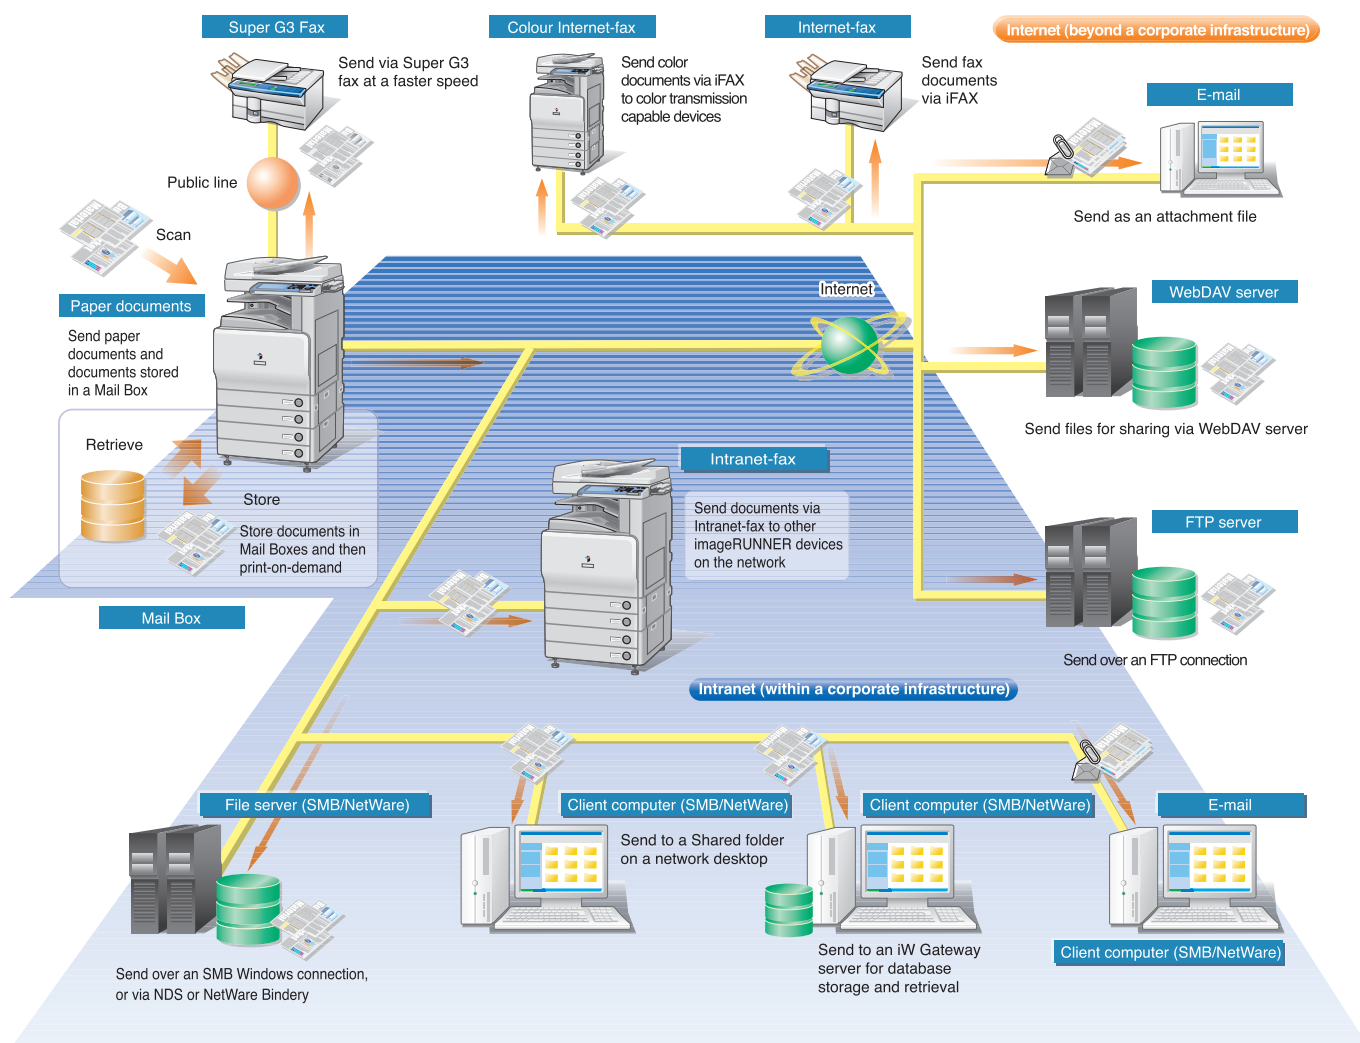 Super G3 Fax
Send via Super G3
fax at a faster speed
Colour Internet-fax
Send color
documents via iFAX
to color transmission
capable devices
Internet-fax
Send fax
documents
via iFAX
Internet (beyond a corporate infrastructure)
E-mail
Send as an attachment file
Public line
Scan
Paper documents
Send paper
documents and
documents stored
in a Mail Box
Internet
WebDAV server
Send files for sharing via WebDAV server
Retrieve
Store
Store documents in
Mail Boxes and then
print-on-demand
Mail Box
Intranet-fax
Send documents via
Intranet-fax to other
imageRUNNER devices
on the network
FTP server
Send over an FTP connection
Intranet (within a corporate infrastructure)
File server (SMB/NetWare)
Send over an SMB Windows connection,
or via NDS or NetWare Bindery
Client computer (SMB/NetWare)
Send to a Shared folder
on a network desktop
Client computer (SMB/NetWare)
Send to an iW Gateway
server for database
storage and retrieval
E-mail
Client computer (SMB/NetWare)